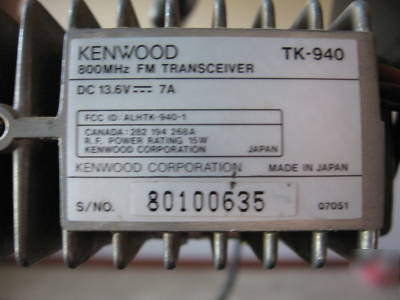 KENWOOD TK-940
800MHz FM TRANSCEIVER
DC 13.6V⎓ 7A
FCC ID: ALHTK-940-1
CANADA: 282 194 268A
R.F. POWER RATING 15W
KENWOOD CORPORATION JAPAN
KENWOOD CORPORATION MADE IN JAPAN
S/NO. 80100635 07051